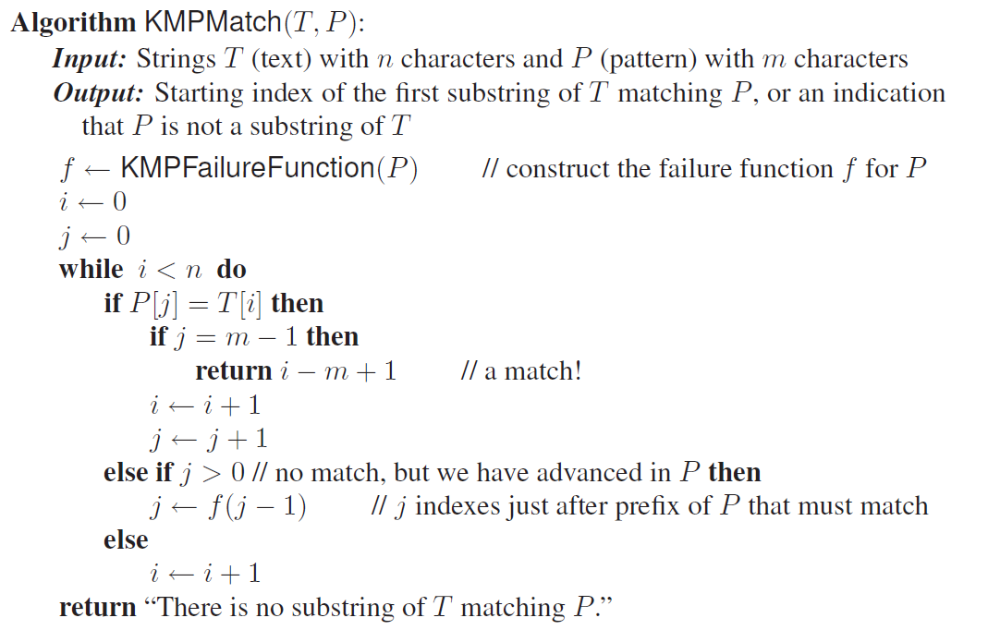 Algorithm KMPMatch(T, P):
Input: Strings T (text) with n characters and P (pattern) with m characters
Output: Starting index of the first substring of T matching P, or an indication
that P is not a substring of T
f ← KMPFailureFunction(P) // construct the failure function f for P
i ← 0
j ← 0
while i < n do
if P[j] = T[i] then
if j = m − 1 then
return i − m + 1 // a match!
i ← i + 1
j ← j + 1
else if j > 0 // no match, but we have advanced in P then
j ← f(j − 1) // j indexes just after prefix of P that must match
else
i ← i + 1
return “There is no substring of T matching P.”